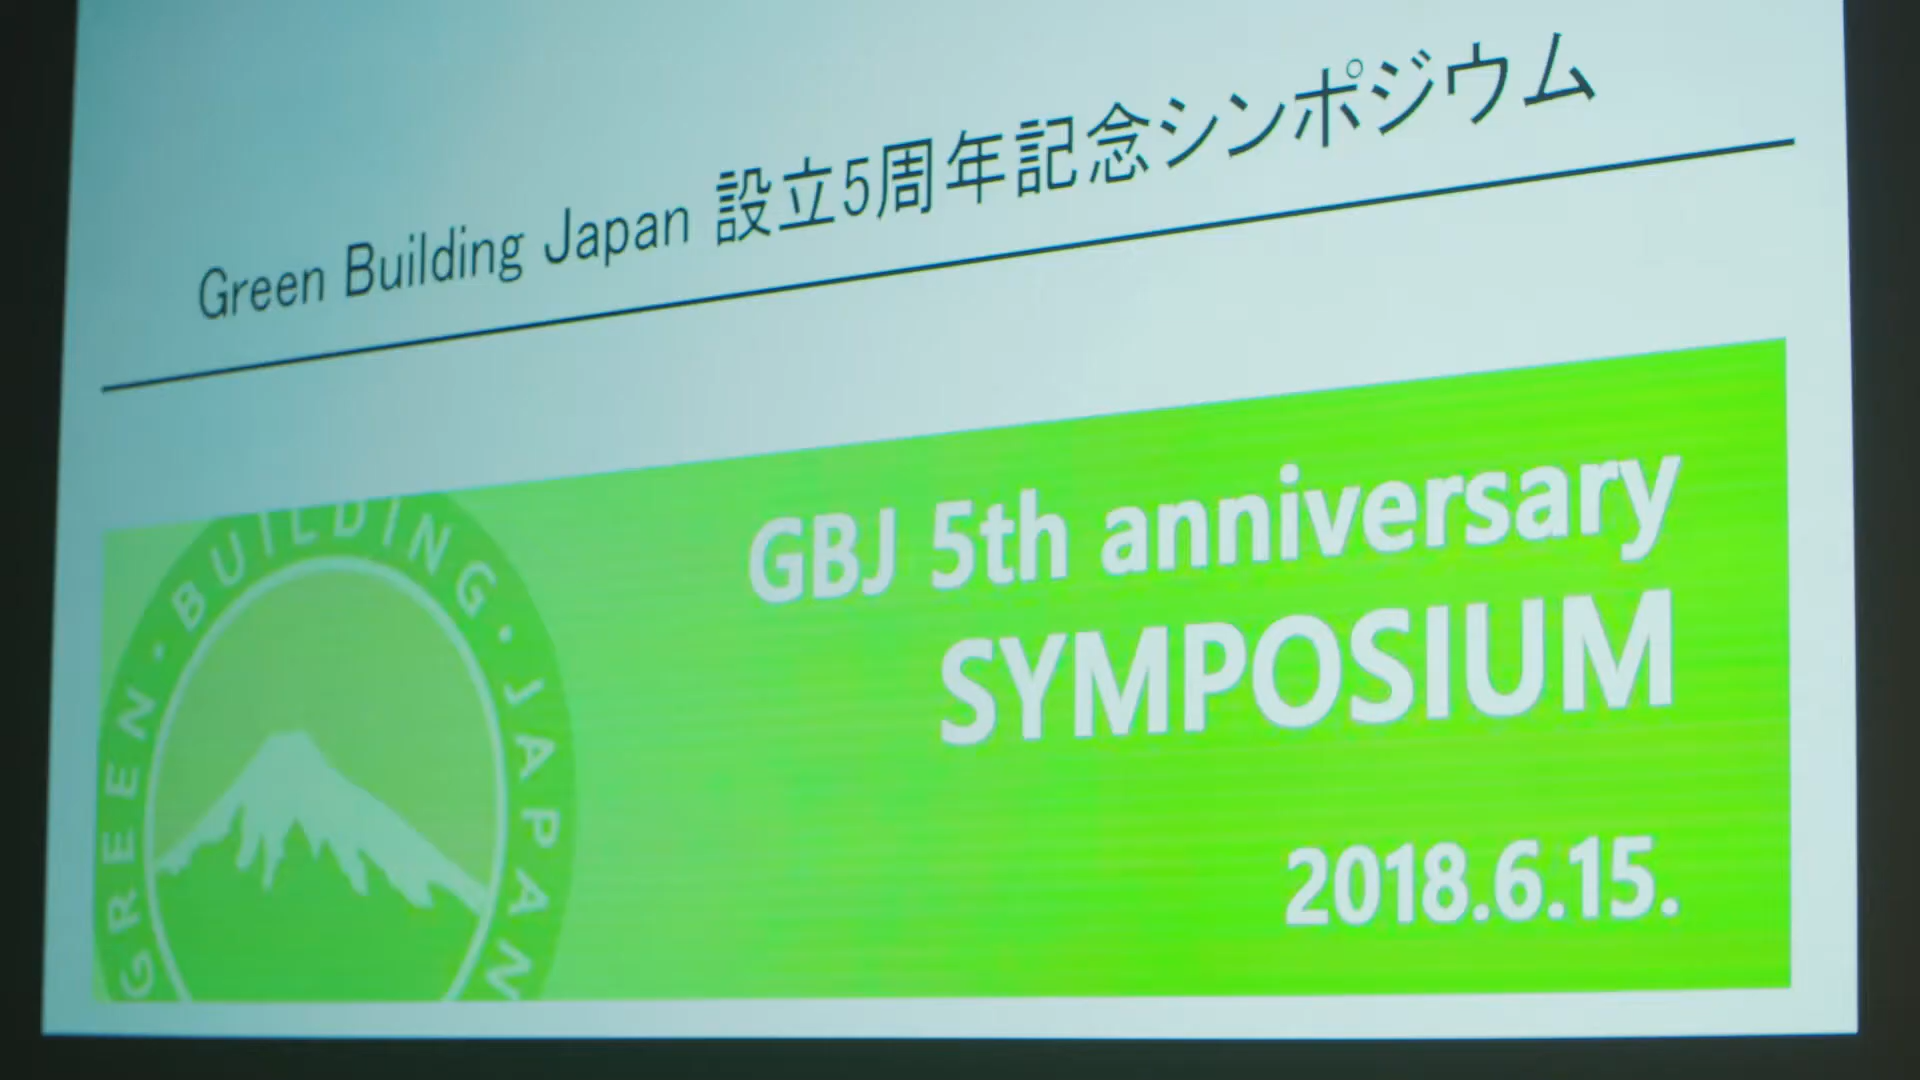 Green Building Japan 設立5周年記念シンポジウム
GREEN・BUILDING・JAPAN
GBJ 5th anniversary
SYMPOSIUM
2018.6.15.